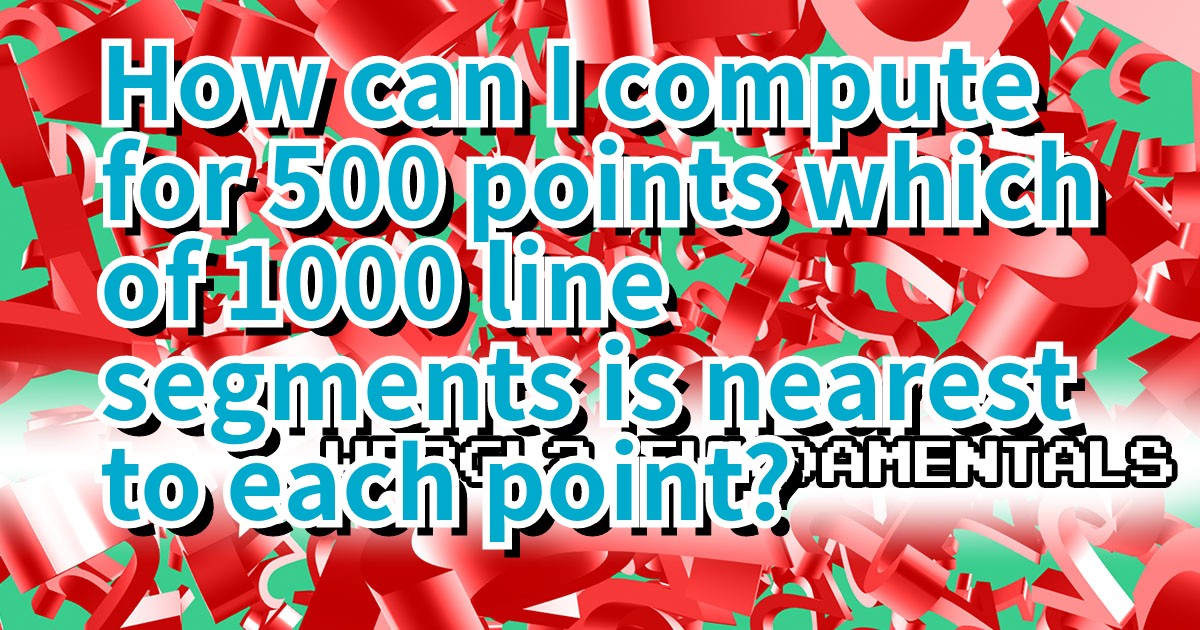 How can I compute
for 500 points which
of 1000 line
segments is nearest
to each point?